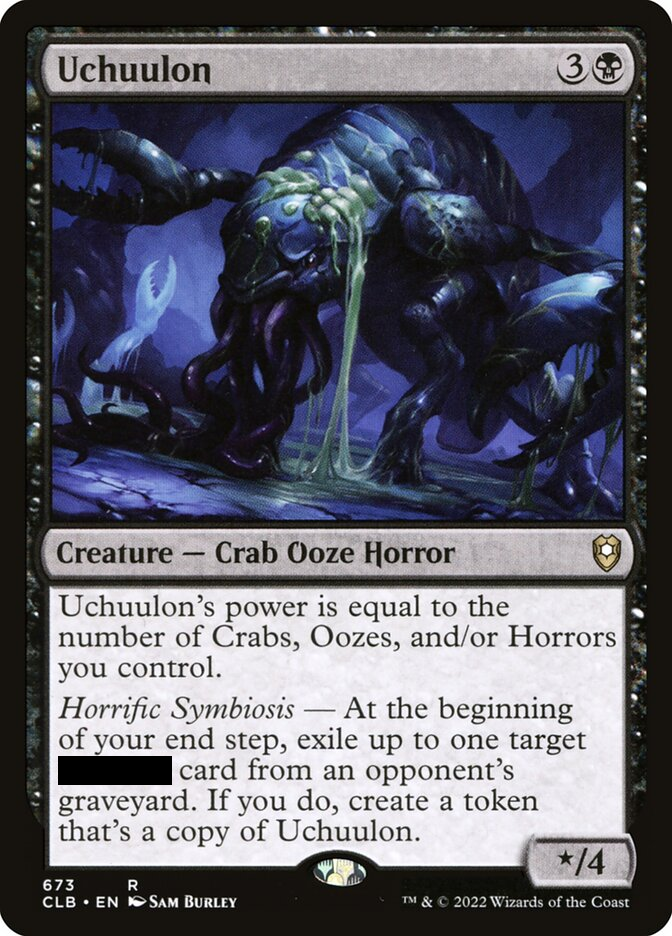 Uchuulon
3
Creature — Crab Ooze Horror
Uchuulon's power is equal to the
number of Crabs, Oozes, and/or Horrors
you control.
Horrific Symbiosis — At the beginning
of your end step, exile up to one target
card from an opponent's
graveyard. If you do, create a token
that's a copy of Uchuulon.
★/4
673 R
CLB • EN Sam Burley
™ & © 2022 Wizards of the Coast